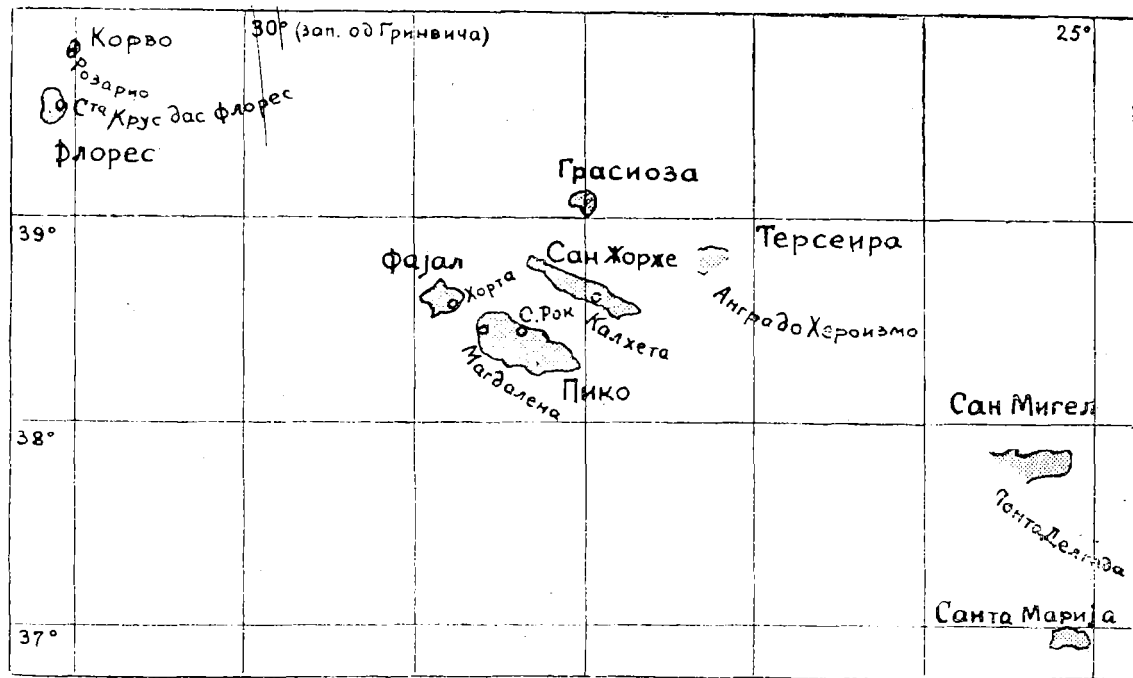 Корво
30° (зап. од Гринвича)
25°
Розарио
Ста Крус дас Флорес
Флорес
Грасиоза
39°
Терсеира
Сан Жорже
Фајал
Хорта
Ангра до Хероизмо
С. Рок
Калхета
Магдалена
Пико
Сан Мигел
38°
Понта Делгада
Санта Марија
37°